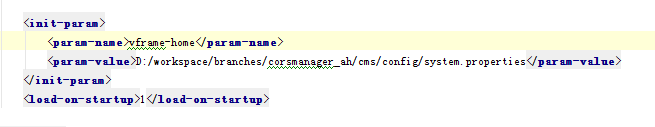 <init-param>
<param-name>vframe-home</param-name>
<param-value>D:/workspace/branches/corsmanager_ah/cms/config/system.properties</param-value>
</init-param>
<load-on-startup>1</load-on-startup>